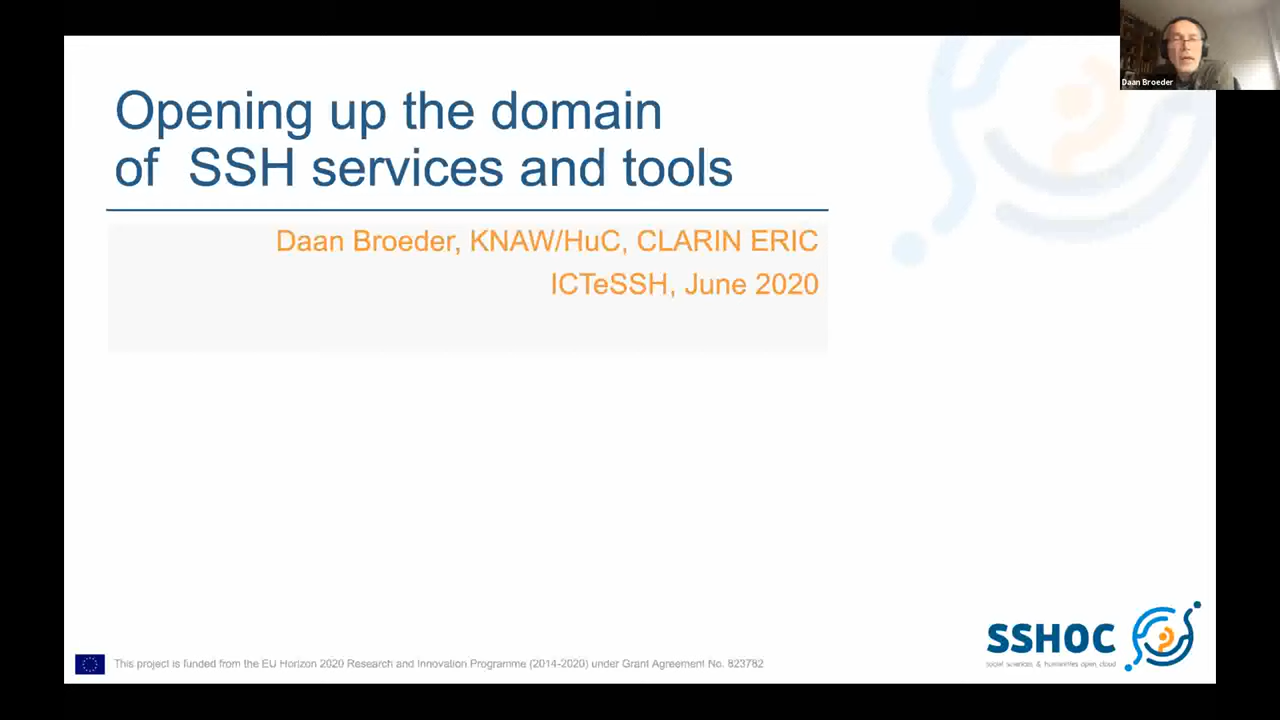 Daan Broeder
Opening up the domain
of SSH services and tools
Daan Broeder, KNAW/HuC, CLARIN ERIC
ICTeSSH, June 2020
SSHOC
social sciences & humanities open cloud
This project is funded from the EU Horizon 2020 Research and Innovation Programme (2014-2020) under Grant Agreement No. 823782